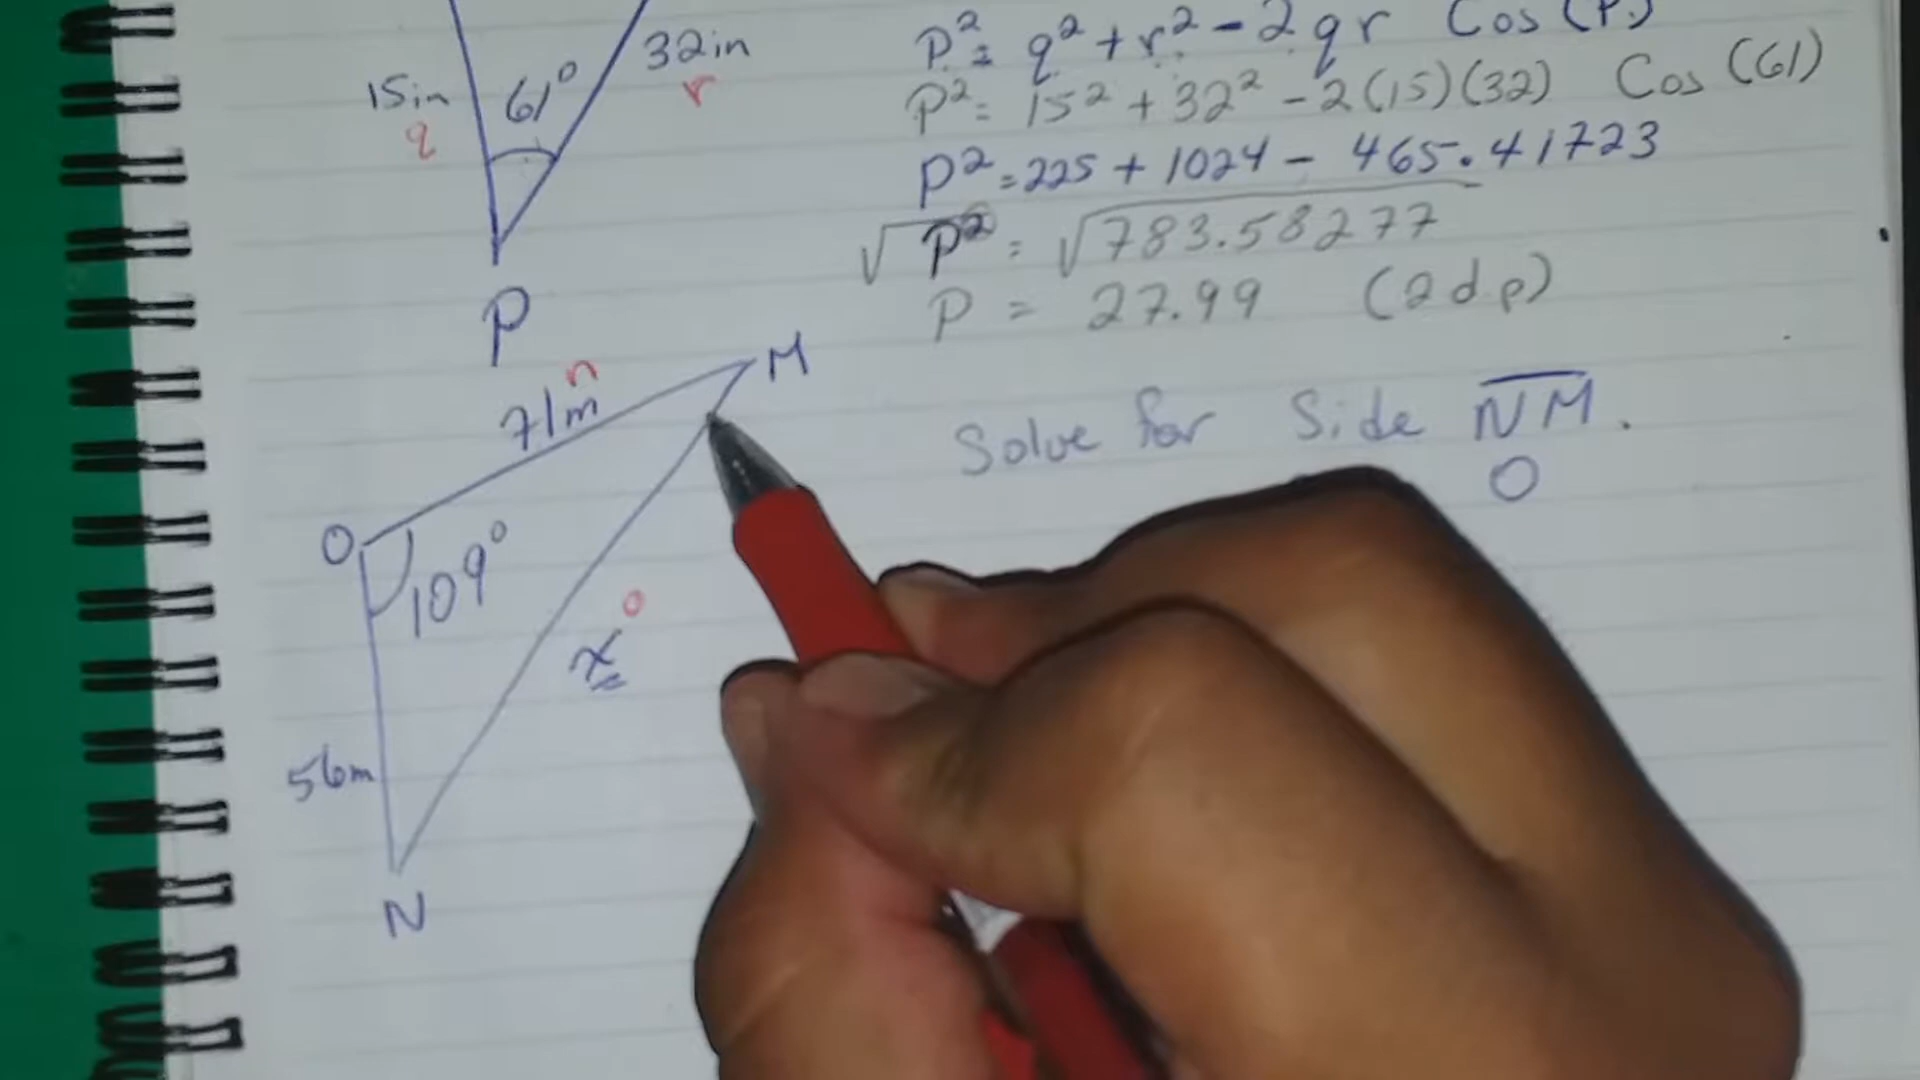 32in
r
15in
q
61°
P
P² = q² + r² - 2qr Cos(P)
P² = 15² + 32² - 2(15)(32) Cos(61)
P² = 225 + 1024 - 465.41723
√P² = √783.58277
P = 27.99 (2dp)
n
71m
M
O
109°
o
x
56m
N
Solve for Side NM.
O